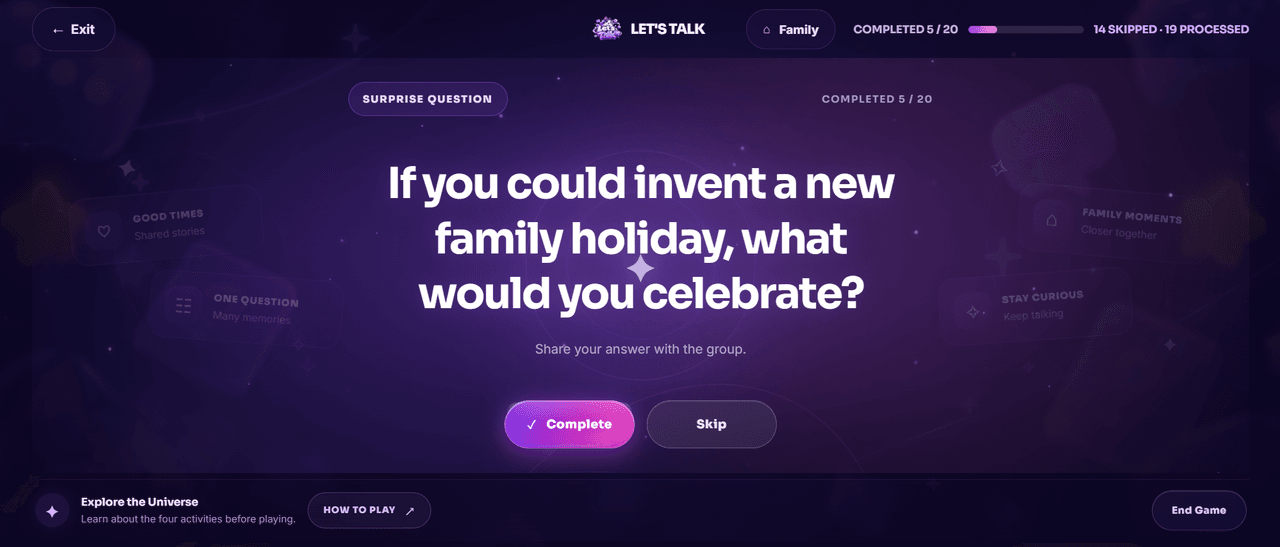 ← Exit
LET'S TALK
Family
COMPLETED 5 / 20
14 SKIPPED · 19 PROCESSED
SURPRISE QUESTION
COMPLETED 5 / 20
If you could invent a new
family holiday, what
would you celebrate?
Share your answer with the group.
GOOD TIMES
Shared stories
ONE QUESTION
Many memories
FAMILY MOMENTS
Closer together
STAY CURIOUS
Keep talking
✓ Complete
Skip
Explore the Universe
Learn about the four activities before playing.
HOW TO PLAY ↗
End Game